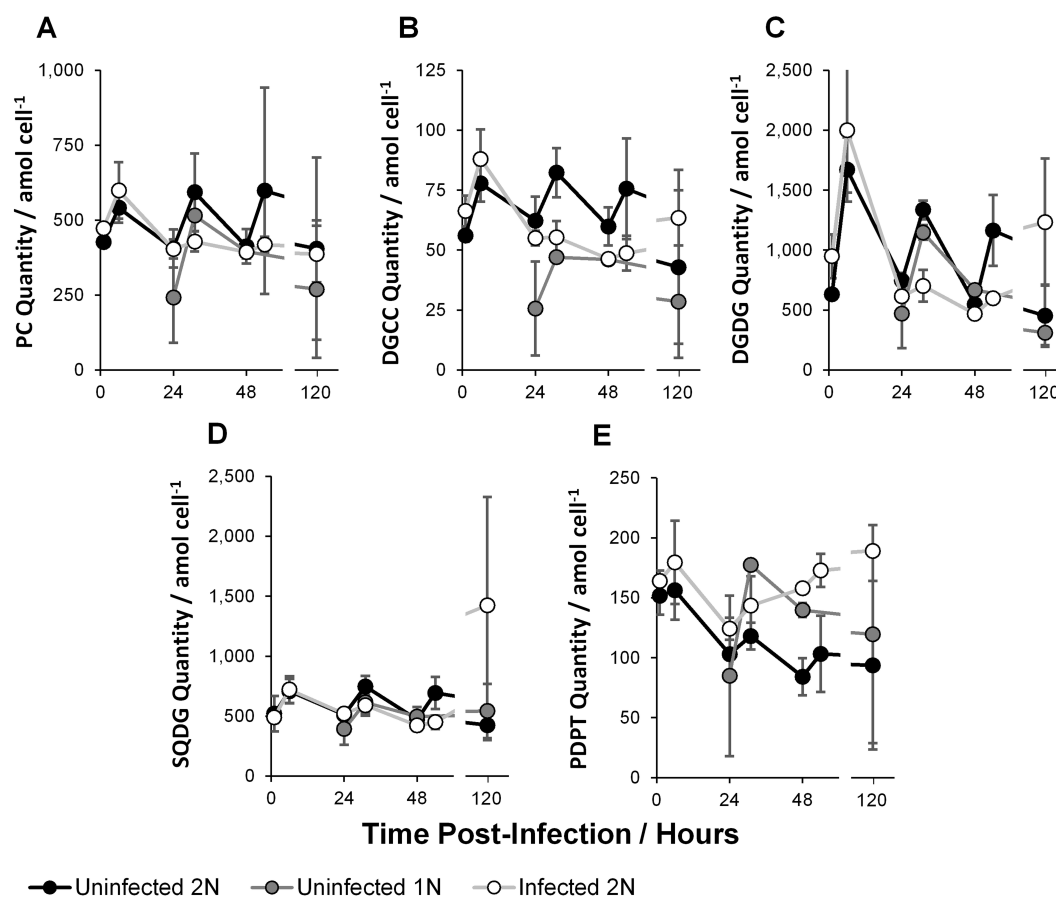 A
B
C
PC Quantity / amol cell-1
1,000
750
500
250
0
0 24 48 120
DGCC Quantity / amol cell-1
125
100
75
50
25
0
0 24 48 120
DGDG Quantity / amol cell-1
2,500
2,000
1,500
1,000
500
0
0 24 48 120
D
E
SQDG Quantity / amol cell-1
2,500
2,000
1,500
1,000
500
0
0 24 48 120
PDPT Quantity / amol cell-1
250
200
150
100
50
0
0 24 48 120
Time Post-Infection / Hours
Uninfected 2N Uninfected 1N Infected 2N